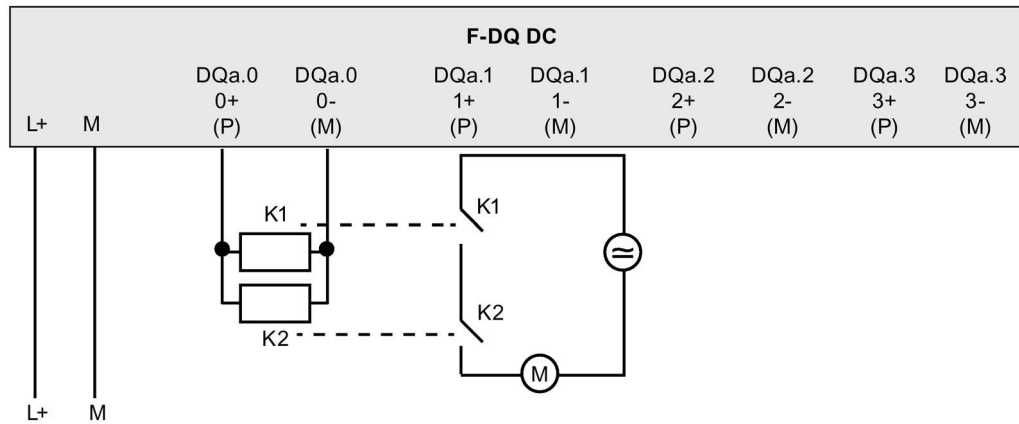 F-DQ DC
DQa.0 DQa.0 DQa.1 DQa.1 DQa.2 DQa.2 DQa.3 DQa.3
0+ 0- 1+ 1- 2+ 2- 3+ 3-
L+ M (P) (M) (P) (M) (P) (M) (P) (M)
K1 K1
K2
K2
M
L+ M